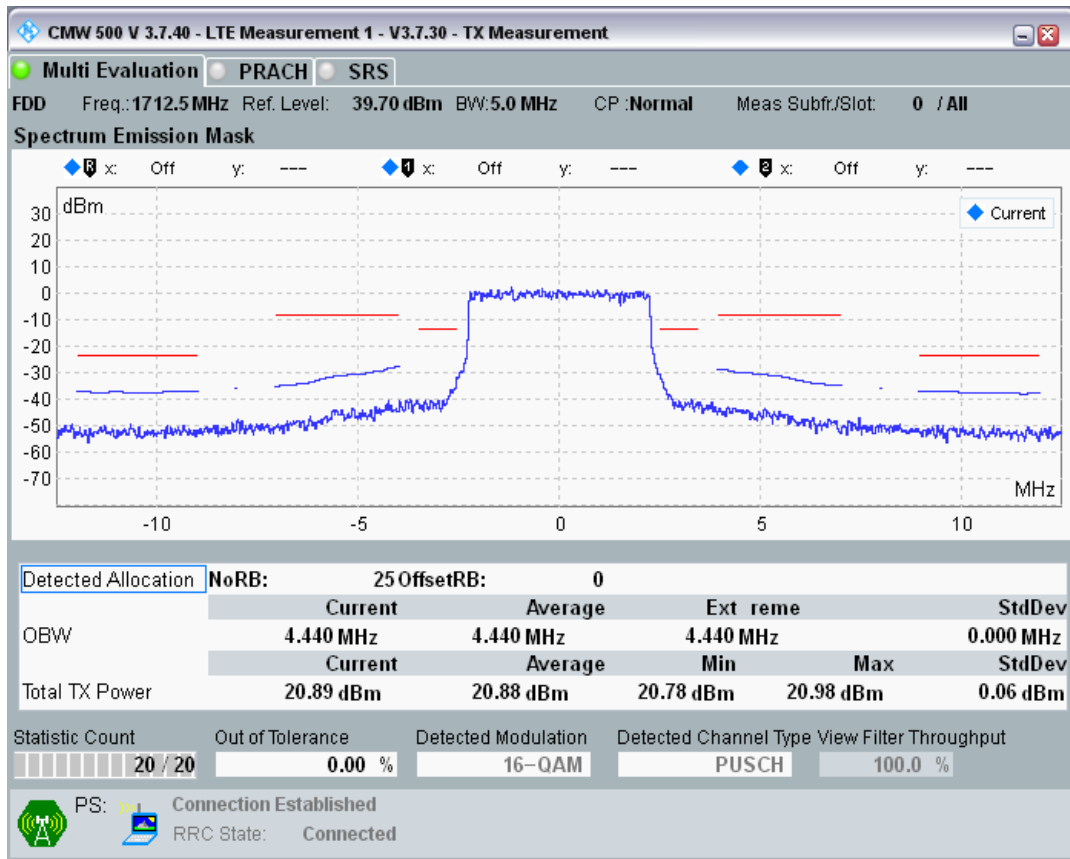 CMW 500 V 3.7.40 - LTE Measurement 1 - V3.7.30 - TX Measurement
Multi Evaluation PRACH SRS
FDD Freq.: 1712.5 MHz Ref. Level: 39.70 dBm BW: 5.0 MHz CP : Normal Meas Subfr./Slot: 0 / All
Spectrum Emission Mask
R x: Off y: --- 1 x: Off y: --- 2 x: Off y: ---
dBm
Current
30
20
10
0
-10
-20
-30
-40
-50
-60
-70
MHz
-10 -5 0 5 10
Detected Allocation NoRB: 25 OffsetRB: 0
Current Average Ext reme StdDev
OBW 4.440 MHz 4.440 MHz 4.440 MHz 0.000 MHz
Current Average Min Max StdDev
Total TX Power 20.89 dBm 20.88 dBm 20.78 dBm 20.98 dBm 0.06 dBm
Statistic Count Out of Tolerance Detected Modulation Detected Channel Type View Filter Throughput
20 / 20 0.00 % 16-QAM PUSCH 100.0 %
PS: Connection Established
RRC State: Connected